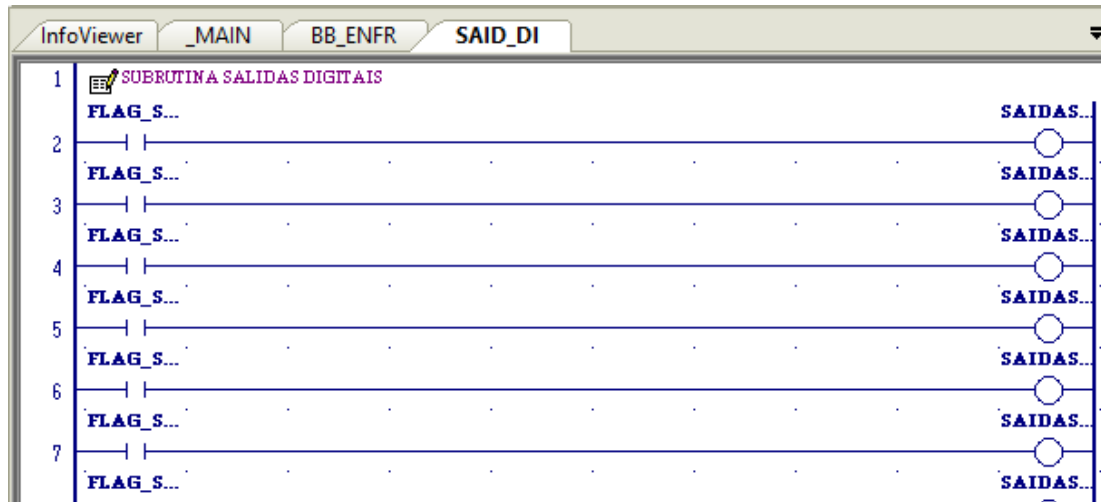 InfoViewer _MAIN BB_ENFR SAID_DI
1 SUBRUTINA SALIDAS DIGITAIS
FLAG_S... SAIDAS...
2
FLAG_S... SAIDAS...
3
FLAG_S... SAIDAS...
4
FLAG_S... SAIDAS...
5
FLAG_S... SAIDAS...
6
FLAG_S... SAIDAS...
7
FLAG_S... SAIDAS...